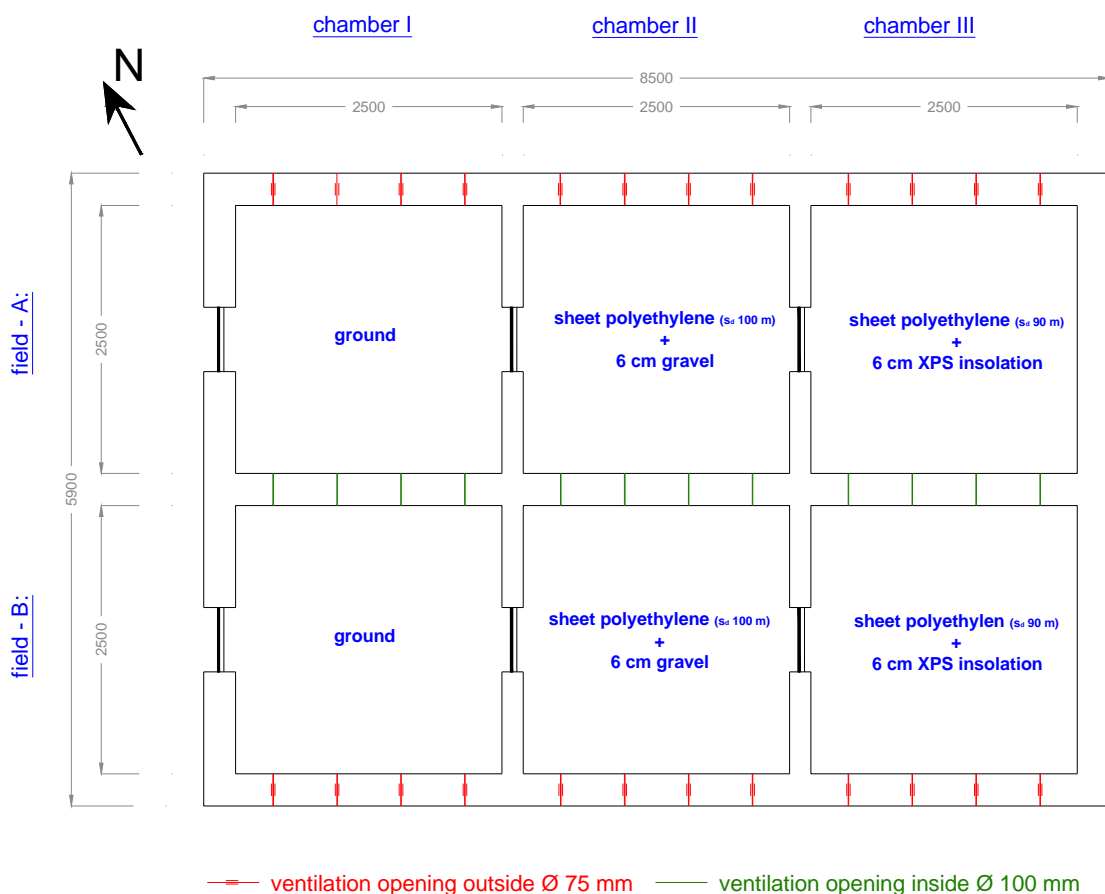 chamber I
chamber II
chamber III
N
8500
2500
2500
2500
field - A:
2500
ground
sheet polyethylene (sd 100 m)
+
6 cm gravel
sheet polyethylene (sd 90 m)
+
6 cm XPS insolation
5900
field - B:
2500
ground
sheet polyethylene (sd 100 m)
+
6 cm gravel
sheet polyethylen (sd 90 m)
+
6 cm XPS insolation
ventilation opening outside Ø 75 mm
ventilation opening inside Ø 100 mm